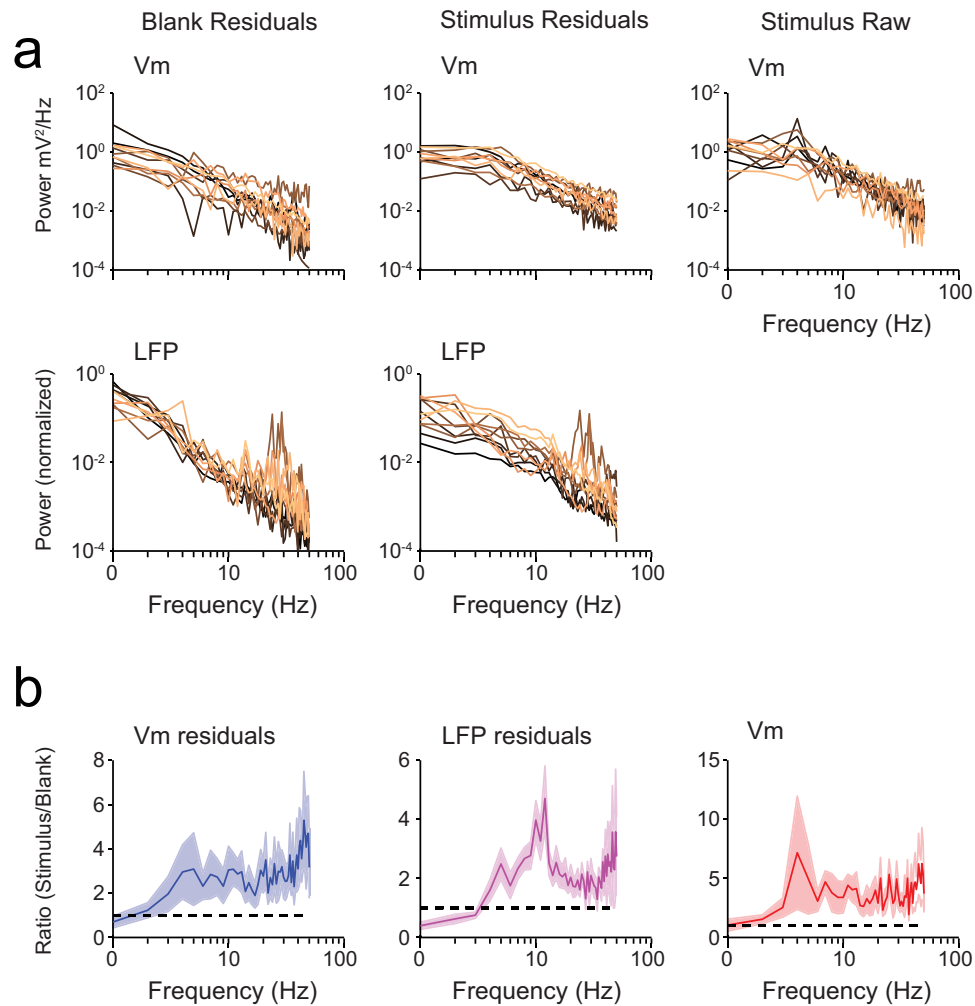 Blank Residuals Stimulus Residuals Stimulus Raw
a
Vm Vm Vm
Power mV²/Hz
10² 10² 10²
10⁰ 10⁰ 10⁰
10⁻² 10⁻² 10⁻²
10⁻⁴ 10⁻⁴ 10⁻⁴
0 10 100
Frequency (Hz)
LFP LFP
Power (normalized)
10⁰ 10⁰
10⁻² 10⁻²
10⁻⁴ 10⁻⁴
0 10 100 0 10 100
Frequency (Hz) Frequency (Hz)
b
Vm residuals LFP residuals Vm
Ratio (Stimulus/Blank)
8 6 15
6 4 10
4 2 5
2
0 0 0
0 10 100 0 10 100 0 10 100
Frequency (Hz) Frequency (Hz) Frequency (Hz)